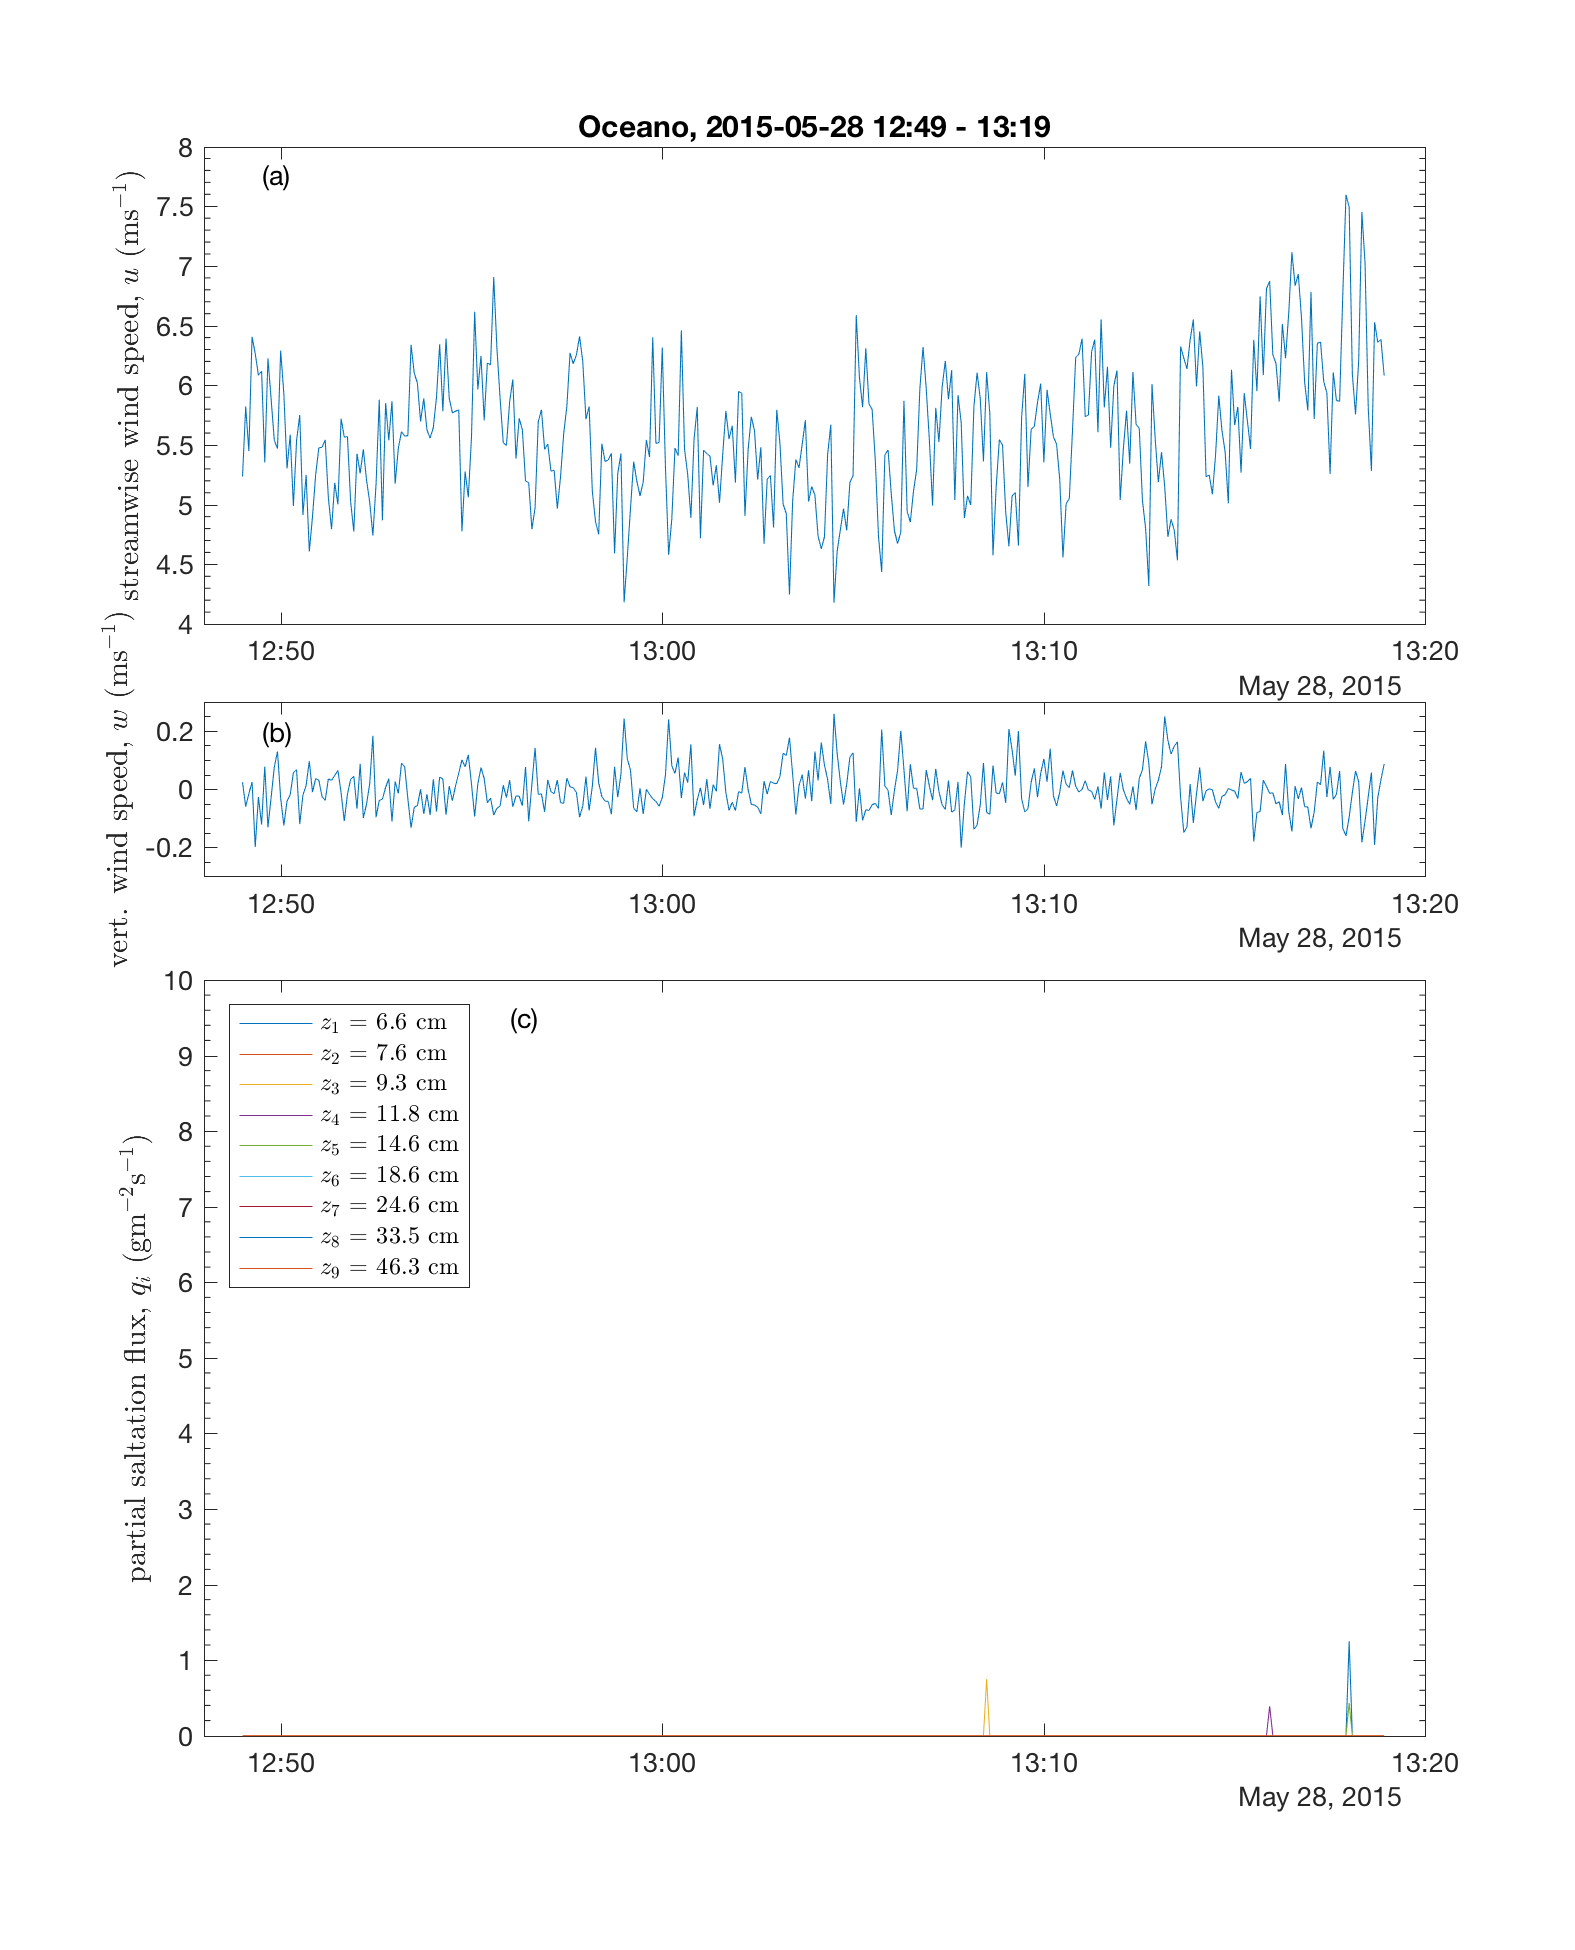 Oceano, 2015-05-28 12:49 - 13:19
(a)
streamwise wind speed, u (ms⁻¹)
8
7.5
7
6.5
6
5.5
5
4.5
4
12:50 13:00 13:10 13:20
May 28, 2015
(b)
vert. wind speed, w (ms⁻¹)
0.2
0
-0.2
12:50 13:00 13:10 13:20
May 28, 2015
(c)
partial saltation flux, qᵢ (gm⁻²s⁻¹)
10
9
8
7
6
5
4
3
2
1
0
z₁ = 6.6 cm
z₂ = 7.6 cm
z₃ = 9.3 cm
z₄ = 11.8 cm
z₅ = 14.6 cm
z₆ = 18.6 cm
z₇ = 24.6 cm
z₈ = 33.5 cm
z₉ = 46.3 cm
12:50 13:00 13:10 13:20
May 28, 2015